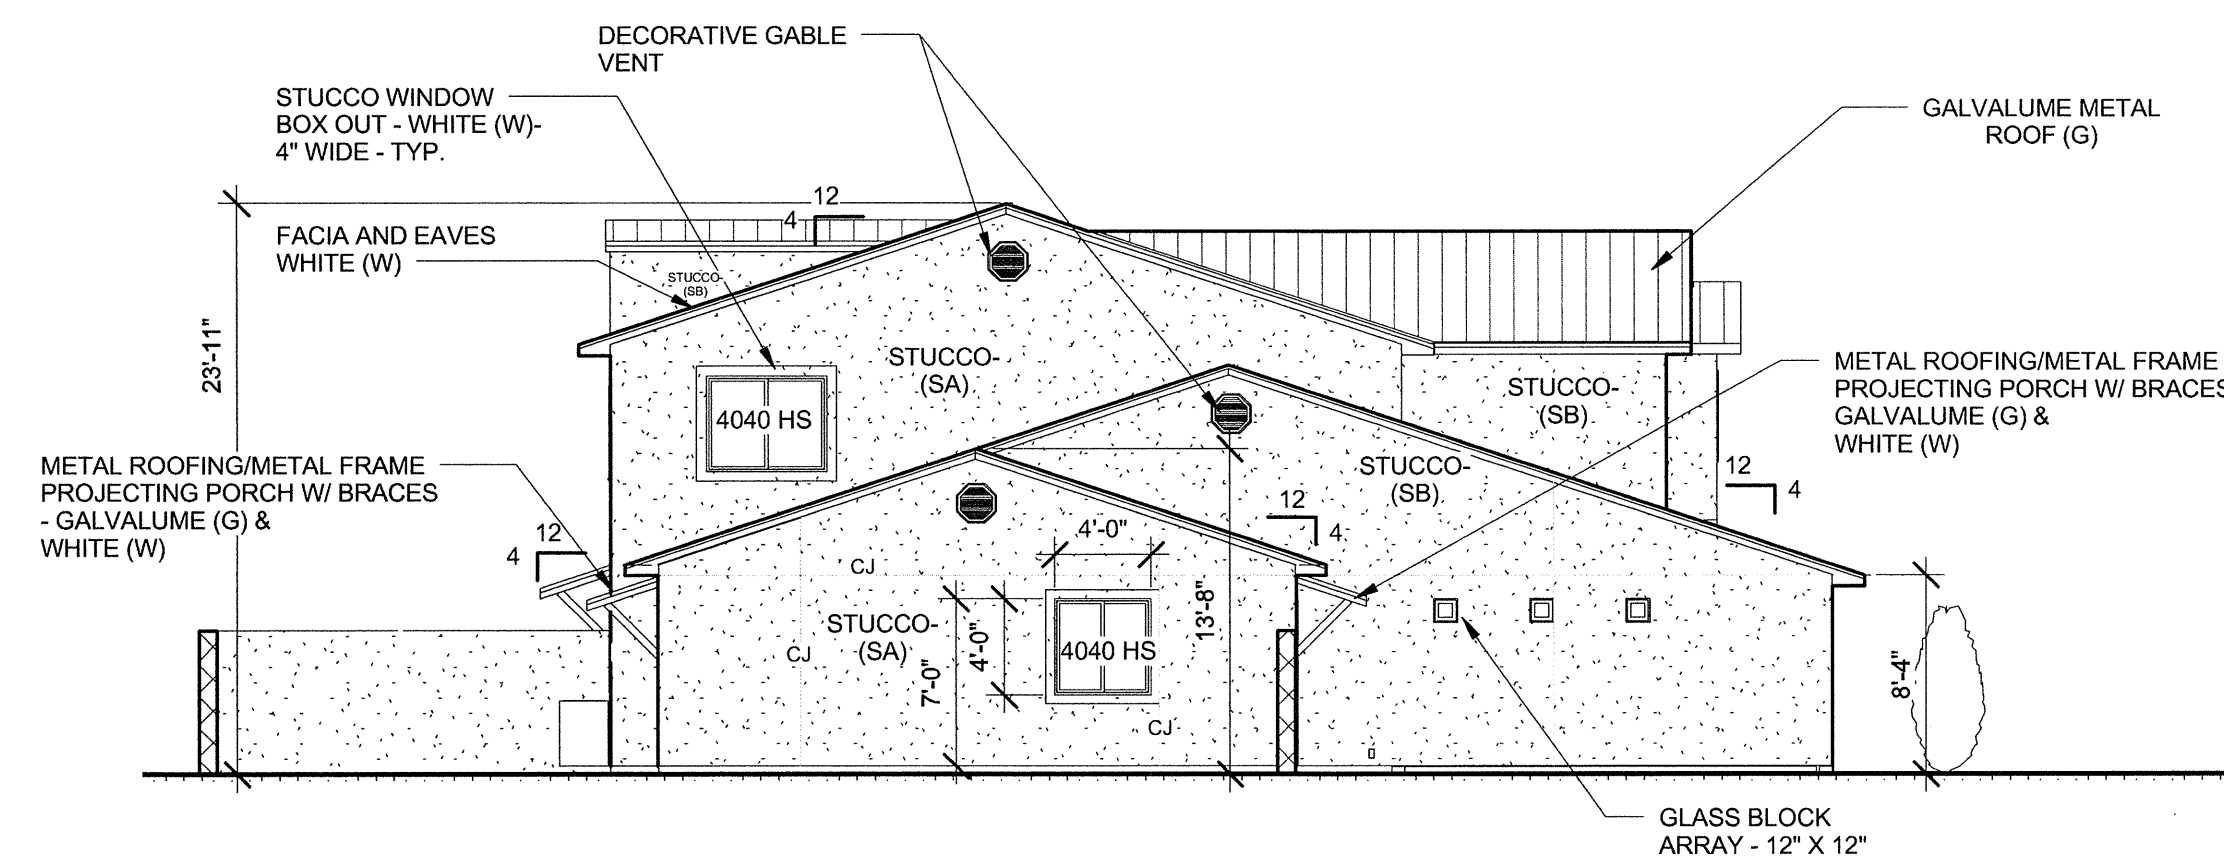 DECORATIVE GABLE
VENT
STUCCO WINDOW
BOX OUT - WHITE (W)-
4" WIDE - TYP.
GALVALUME METAL
ROOF (G)
12
4
FACIA AND EAVES
WHITE (W)
STUCCO-
(SB)
23'-11"
STUCCO-
(SA)
4040 HS
STUCCO-
(SB)
METAL ROOFING/METAL FRAME
PROJECTING PORCH W/ BRACES
GALVALUME (G) &
WHITE (W)
METAL ROOFING/METAL FRAME
PROJECTING PORCH W/ BRACES
- GALVALUME (G) &
WHITE (W)
STUCCO-
(SB)
12
4
12
4
4'-0"
12
4
CJ
STUCCO-
(SA)
CJ
7'-0"
4'-0"
4040 HS
13'-8"
8'-4"
CJ
GLASS BLOCK
ARRAY - 12" X 12"